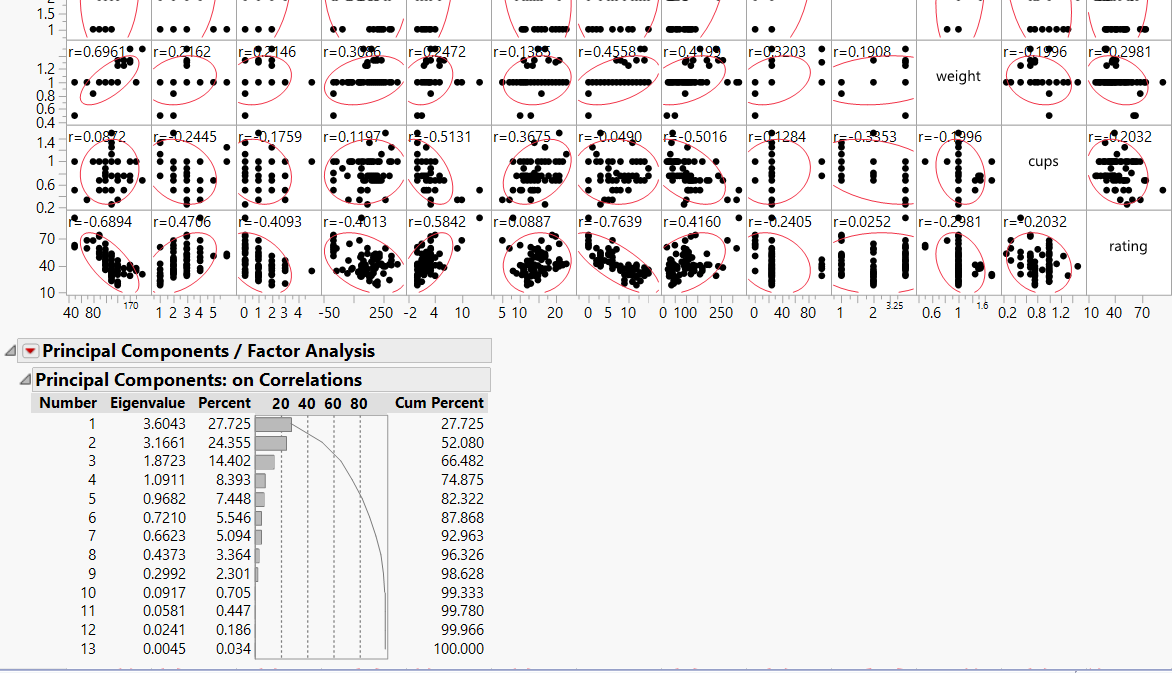 2
1.5
1
r=0.6961 r=0.2162 r=0.2146 r=0.3086 r=0.2472 r=0.4558 r=0.3203 r=0.1908 r=-0.1996 r=-0.2981
1.2
weight
0.8
0.6
0.4
r=0.0872 r=-0.2445 r=-0.1759 r=0.1197 r=-0.5131 r=0.3675 r=-0.0490 r=-0.5016 r=0.1284 r=-0.3353 r=-0.1996 r=-0.2032
1.4
1
cups
0.6
0.2
r=-0.6894 r=0.4706 r=-0.4093 r=-0.4013 r=0.5842 r=0.0887 r=-0.7639 r=0.4160 r=-0.2405 r=0.0252 r=-0.2981 r=-0.2032
70
rating
40
10
40 80 170 1 2 3 4 5 0 1 2 3 4 -50 250 -2 4 10 5 10 20 0 5 10 0 100 250 0 40 80 1 2 3.25 0.6 1 1.6 0.2 0.8 1.2 10 40 70
Principal Components / Factor Analysis
Principal Components: on Correlations
Number Eigenvalue Percent 20 40 60 80 Cum Percent
1 3.6043 27.725 27.725
2 3.1661 24.355 52.080
3 1.8723 14.402 66.482
4 1.0911 8.393 74.875
5 0.9682 7.448 82.322
6 0.7210 5.546 87.868
7 0.6623 5.094 92.963
8 0.4373 3.364 96.326
9 0.2992 2.301 98.628
10 0.0917 0.705 99.333
11 0.0581 0.447 99.780
12 0.0241 0.186 99.966
13 0.0045 0.034 100.000